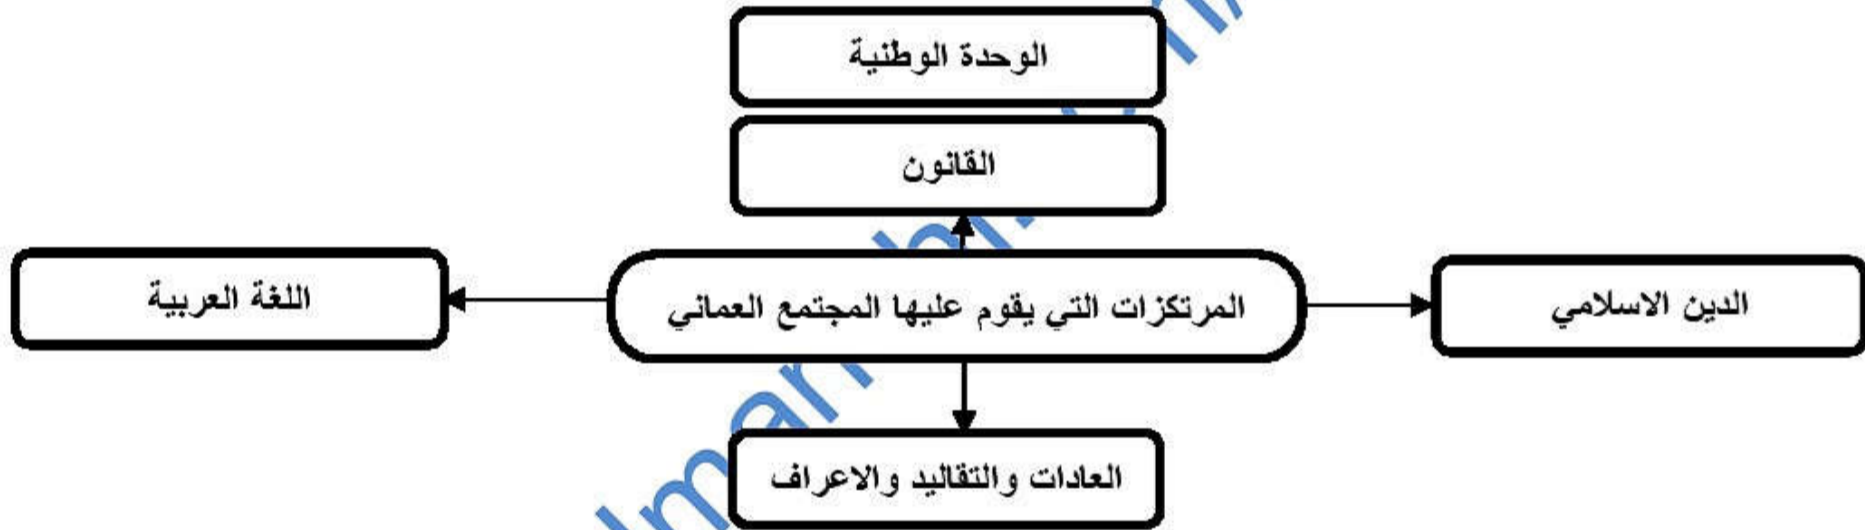 الوحدة الوطنية
القانون
الدين الاسلامي
المرتكزات التي يقوم عليها المجتمع العماني
اللغة العربية
العادات والتقاليد والاعراف